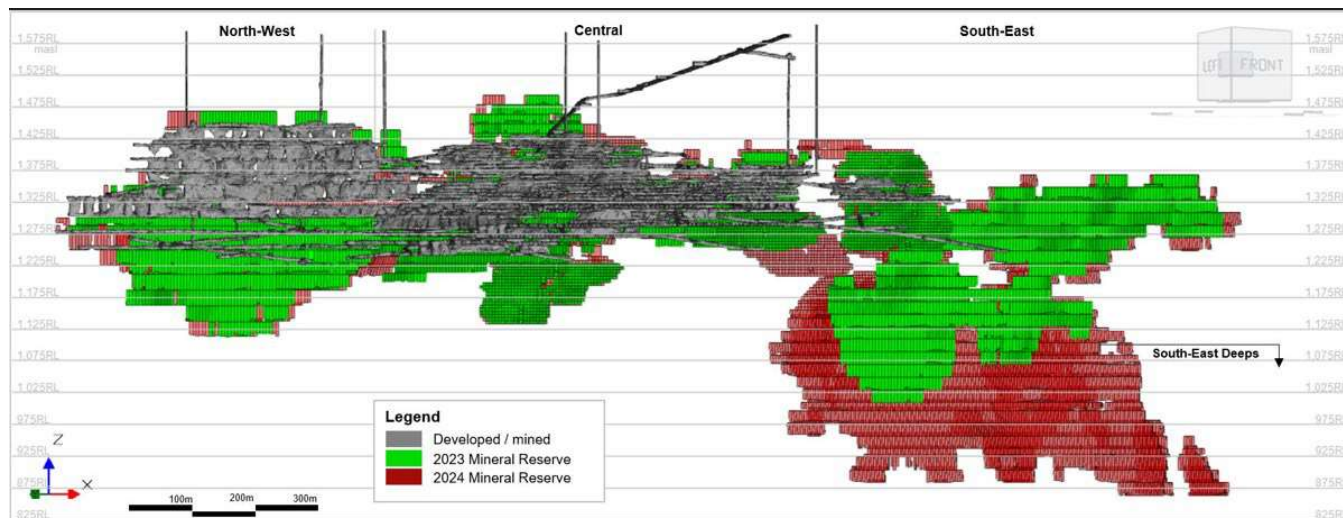 North-West Central South-East
1,575RL 1,575RL
masl masl
LEFT FRONT
1,525RL 1,525RL
1,475RL 1,475RL
1,425RL 1,425RL
1,375RL 1,375RL
1,325RL 1,325RL
1,275RL 1,275RL
1,225RL 1,225RL
1,175RL 1,175RL
1,125RL 1,125RL
1,075RL 1,075RL
South-East Deeps
1,025RL 1,025RL
975RL 975RL
Legend
Developed / mined
2023 Mineral Reserve
2024 Mineral Reserve
925RL 925RL
Z
X
875RL 875RL
100m 200m 300m
825RL 825RL